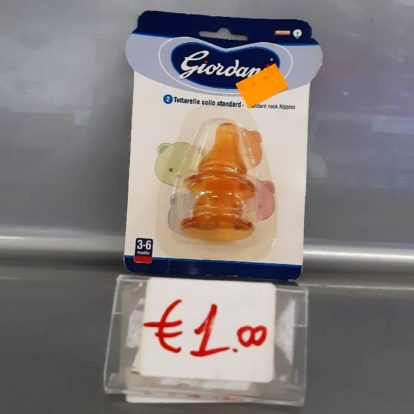 Giordani
2 Tettarelle collo standard - Standard neck Nipples
3-6
€1.00